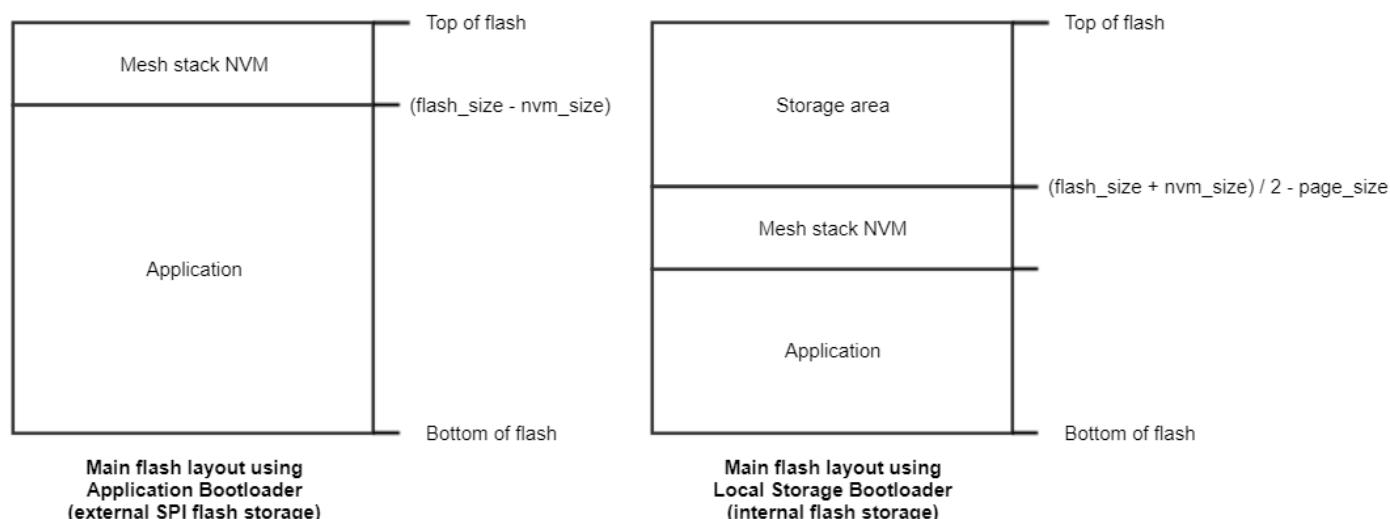 Top of flash
Mesh stack NVM
(flash_size - nvm_size)
Application
Bottom of flash
Main flash layout using
Application Bootloader
(external SPI flash storage)
Top of flash
Storage area
(flash_size + nvm_size) / 2 - page_size
Mesh stack NVM
Application
Bottom of flash
Main flash layout using
Local Storage Bootloader
(internal flash storage)